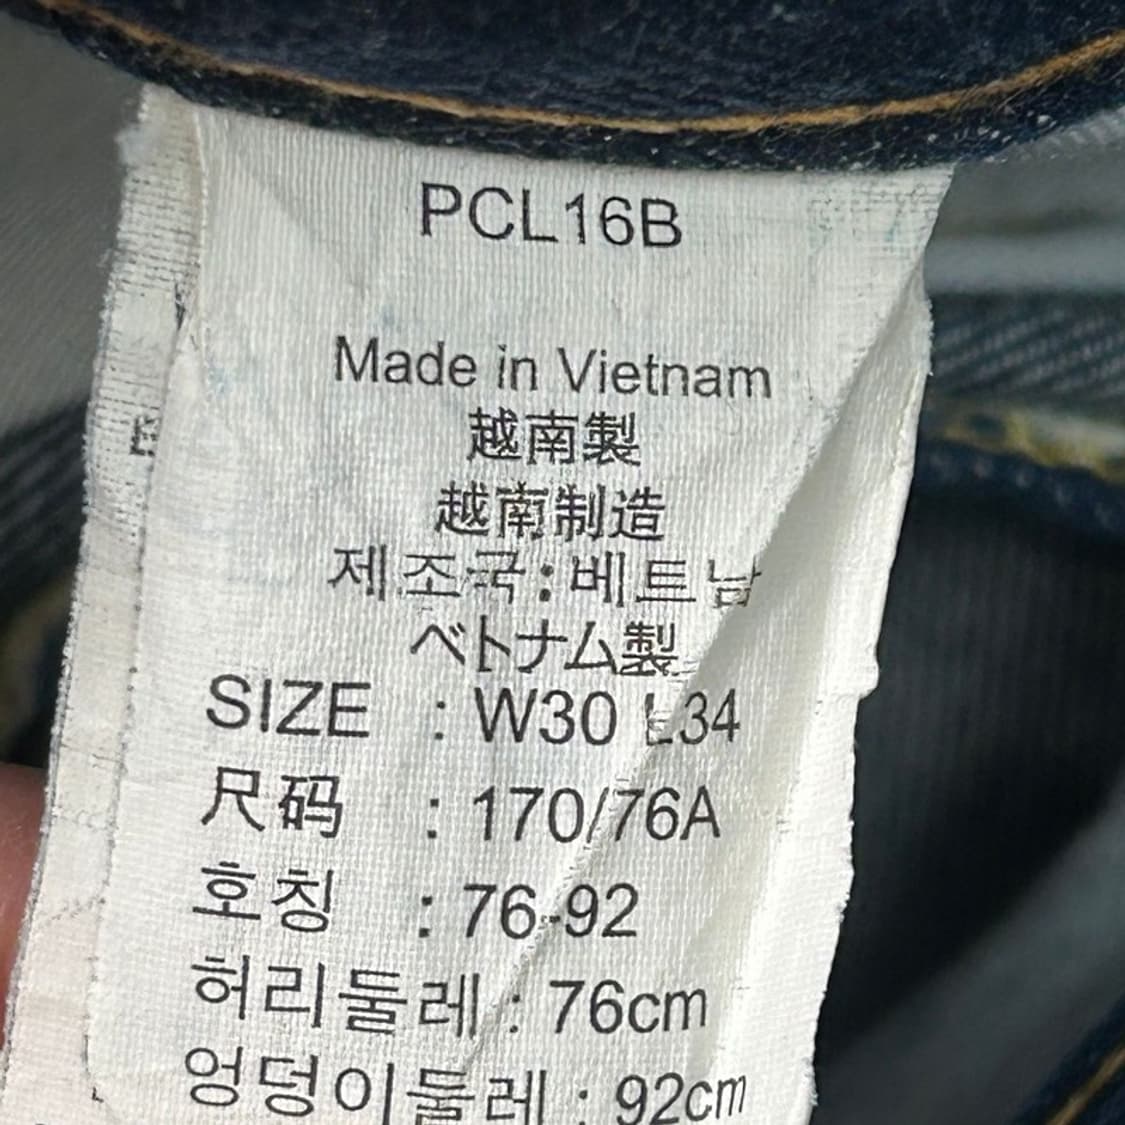 PCL16B
Made in Vietnam
越南製
越南制造
제조국:베트남
ベトナム製
SIZE : W30 L34
尺码 : 170/76A
호칭 : 76-92
허리둘레 : 76cm
엉덩이둘레 : 92cm